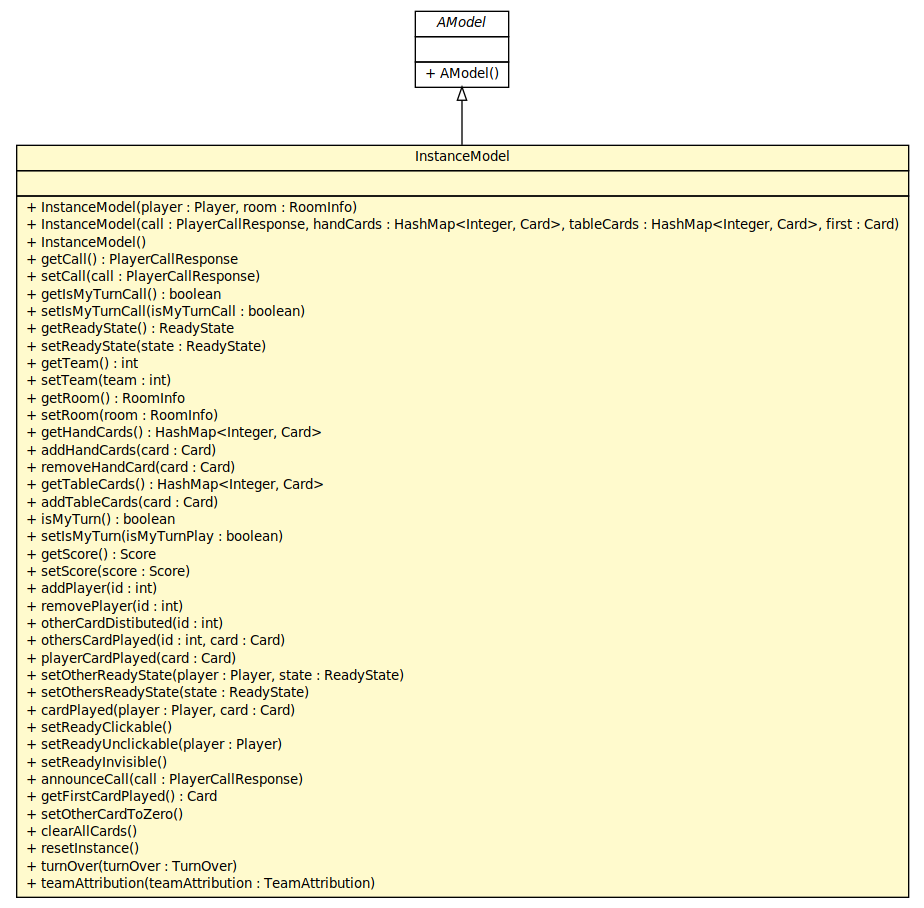 AModel
+ AModel()
InstanceModel
+ InstanceModel(player : Player, room : RoomInfo)
+ InstanceModel(call : PlayerCallResponse, handCards : HashMap<Integer, Card>, tableCards : HashMap<Integer, Card>, first : Card)
+ InstanceModel()
+ getCall() : PlayerCallResponse
+ setCall(call : PlayerCallResponse)
+ getIsMyTurnCall() : boolean
+ setIsMyTurnCall(isMyTurnCall : boolean)
+ getReadyState() : ReadyState
+ setReadyState(state : ReadyState)
+ getTeam() : int
+ setTeam(team : int)
+ getRoom() : RoomInfo
+ setRoom(room : RoomInfo)
+ getHandCards() : HashMap<Integer, Card>
+ addHandCards(card : Card)
+ removeHandCard(card : Card)
+ getTableCards() : HashMap<Integer, Card>
+ addTableCards(card : Card)
+ isMyTurn() : boolean
+ setIsMyTurn(isMyTurnPlay : boolean)
+ getScore() : Score
+ setScore(score : Score)
+ addPlayer(id : int)
+ removePlayer(id : int)
+ otherCardDistibuted(id : int)
+ othersCardPlayed(id : int, card : Card)
+ playerCardPlayed(card : Card)
+ setOtherReadyState(player : Player, state : ReadyState)
+ setOthersReadyState(state : ReadyState)
+ cardPlayed(player : Player, card : Card)
+ setReadyClickable()
+ setReadyUnclickable(player : Player)
+ setReadyInvisible()
+ announceCall(call : PlayerCallResponse)
+ getFirstCardPlayed() : Card
+ setOtherCardToZero()
+ clearAllCards()
+ resetInstance()
+ turnOver(turnOver : TurnOver)
+ teamAttribution(teamAttribution : TeamAttribution)